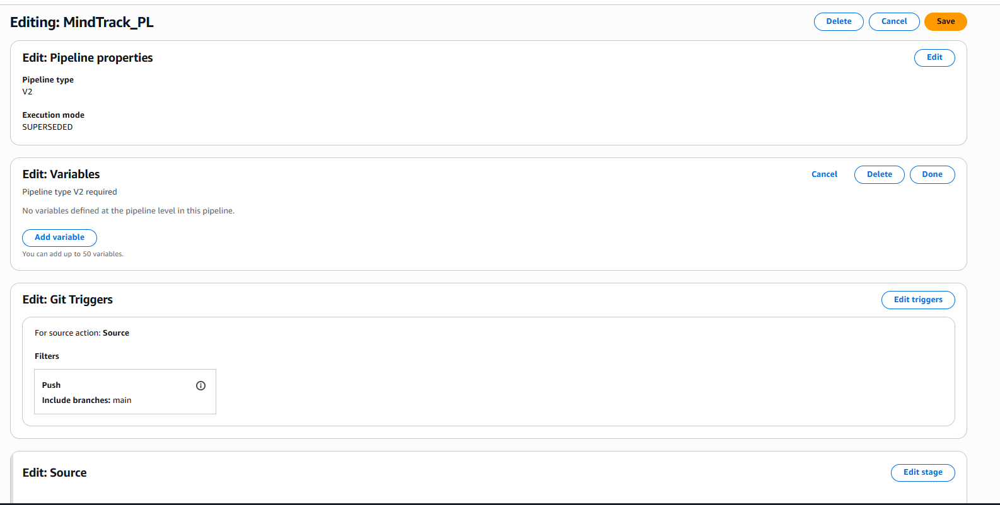 Editing: MindTrack_PL
Delete
Cancel
Save
Edit: Pipeline properties
Edit
Pipeline type
V2
Execution mode
SUPERSEDED
Edit: Variables
Cancel
Delete
Done
Pipeline type V2 required
No variables defined at the pipeline level in this pipeline.
Add variable
You can add up to 50 variables.
Edit: Git Triggers
Edit triggers
For source action: Source
Filters
Push
Include branches: main
Edit: Source
Edit stage